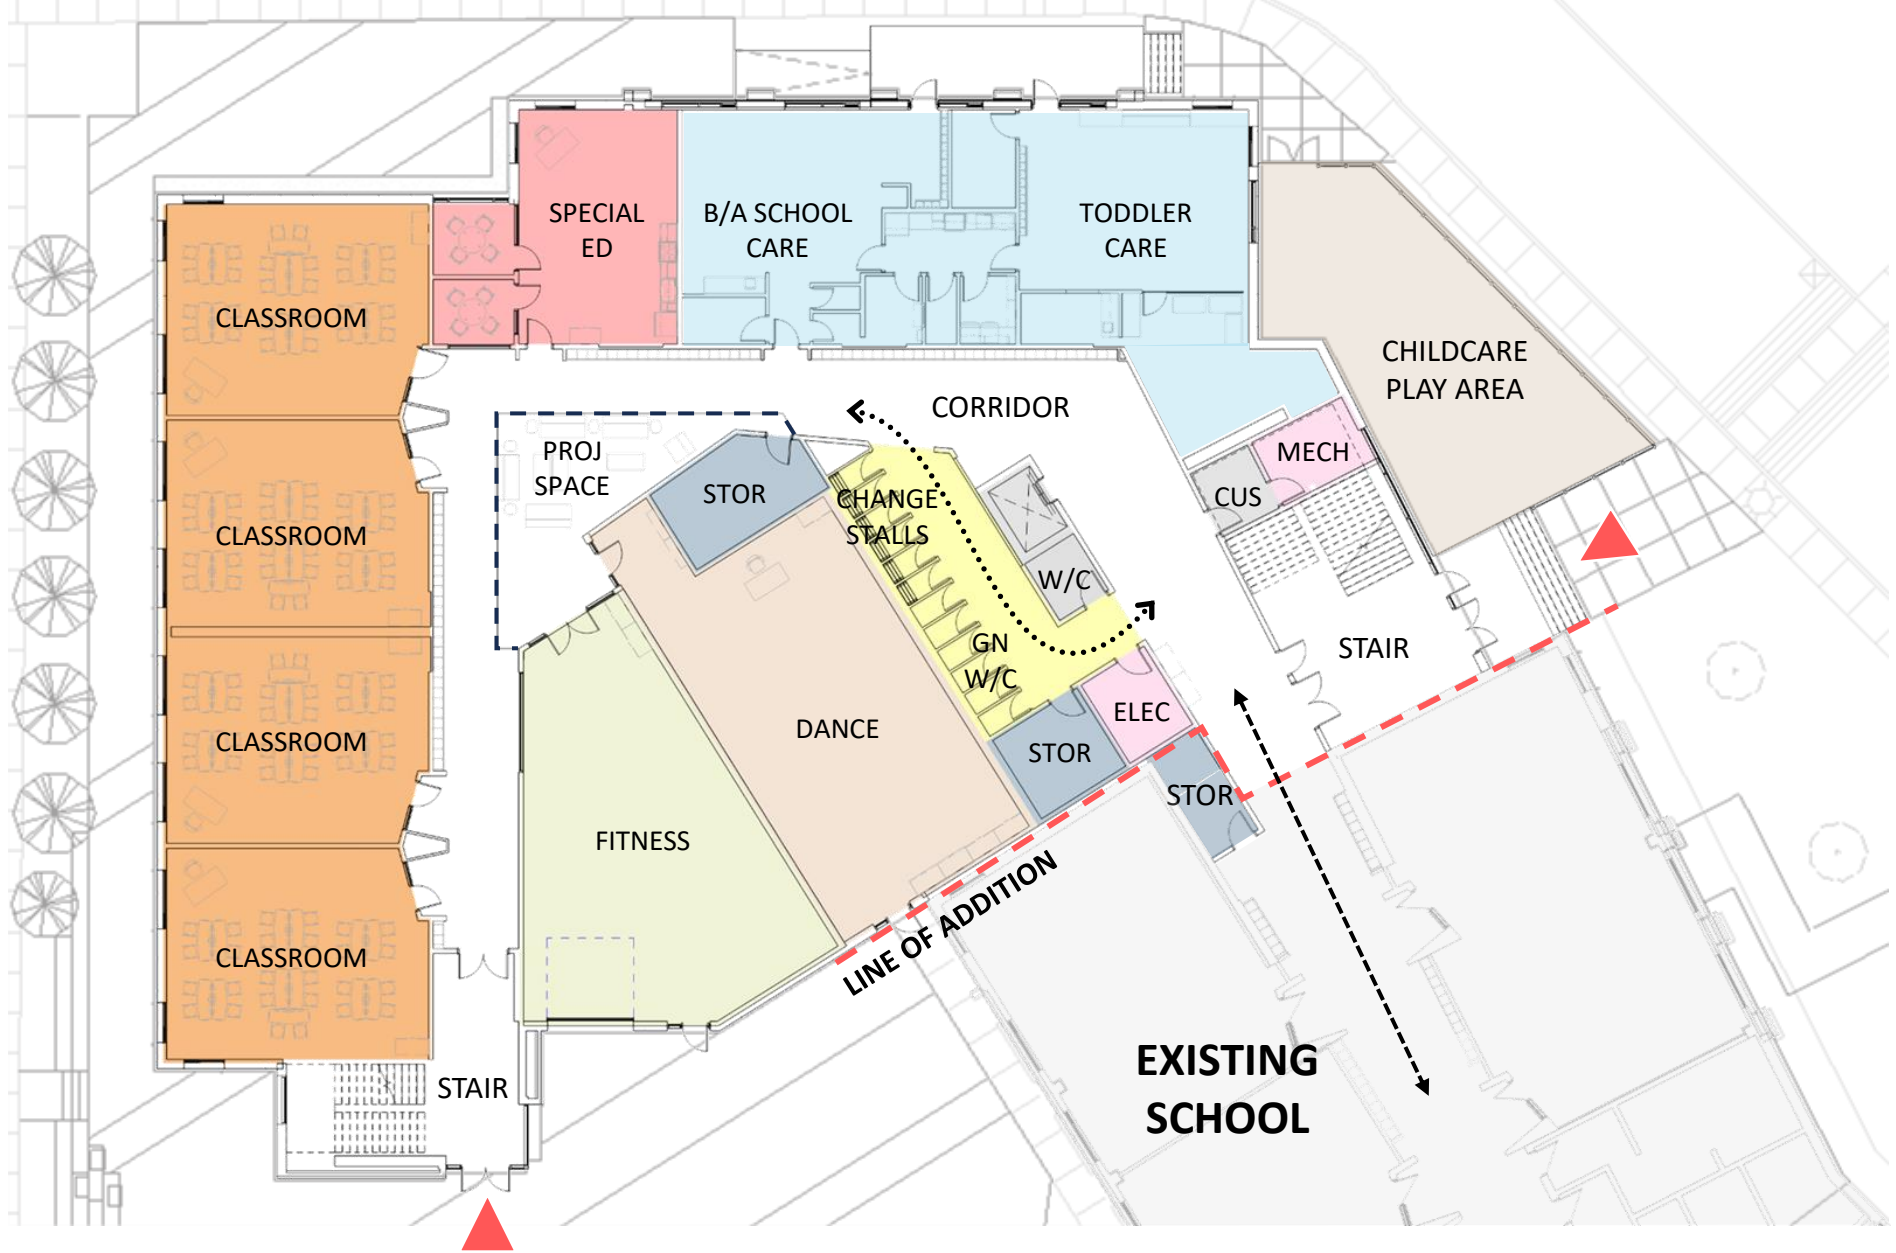 SPECIAL
ED
B/A SCHOOL
CARE
TODDLER
CARE
CLASSROOM
CHILDCARE
PLAY AREA
CORRIDOR
PROJ
SPACE
STOR
CHANGE
STALLS
MECH
CUS
CLASSROOM
W/C
GN
W/C
STAIR
ELEC
DANCE
STOR
CLASSROOM
STOR
FITNESS
LINE OF ADDITION
CLASSROOM
STAIR
EXISTING
SCHOOL